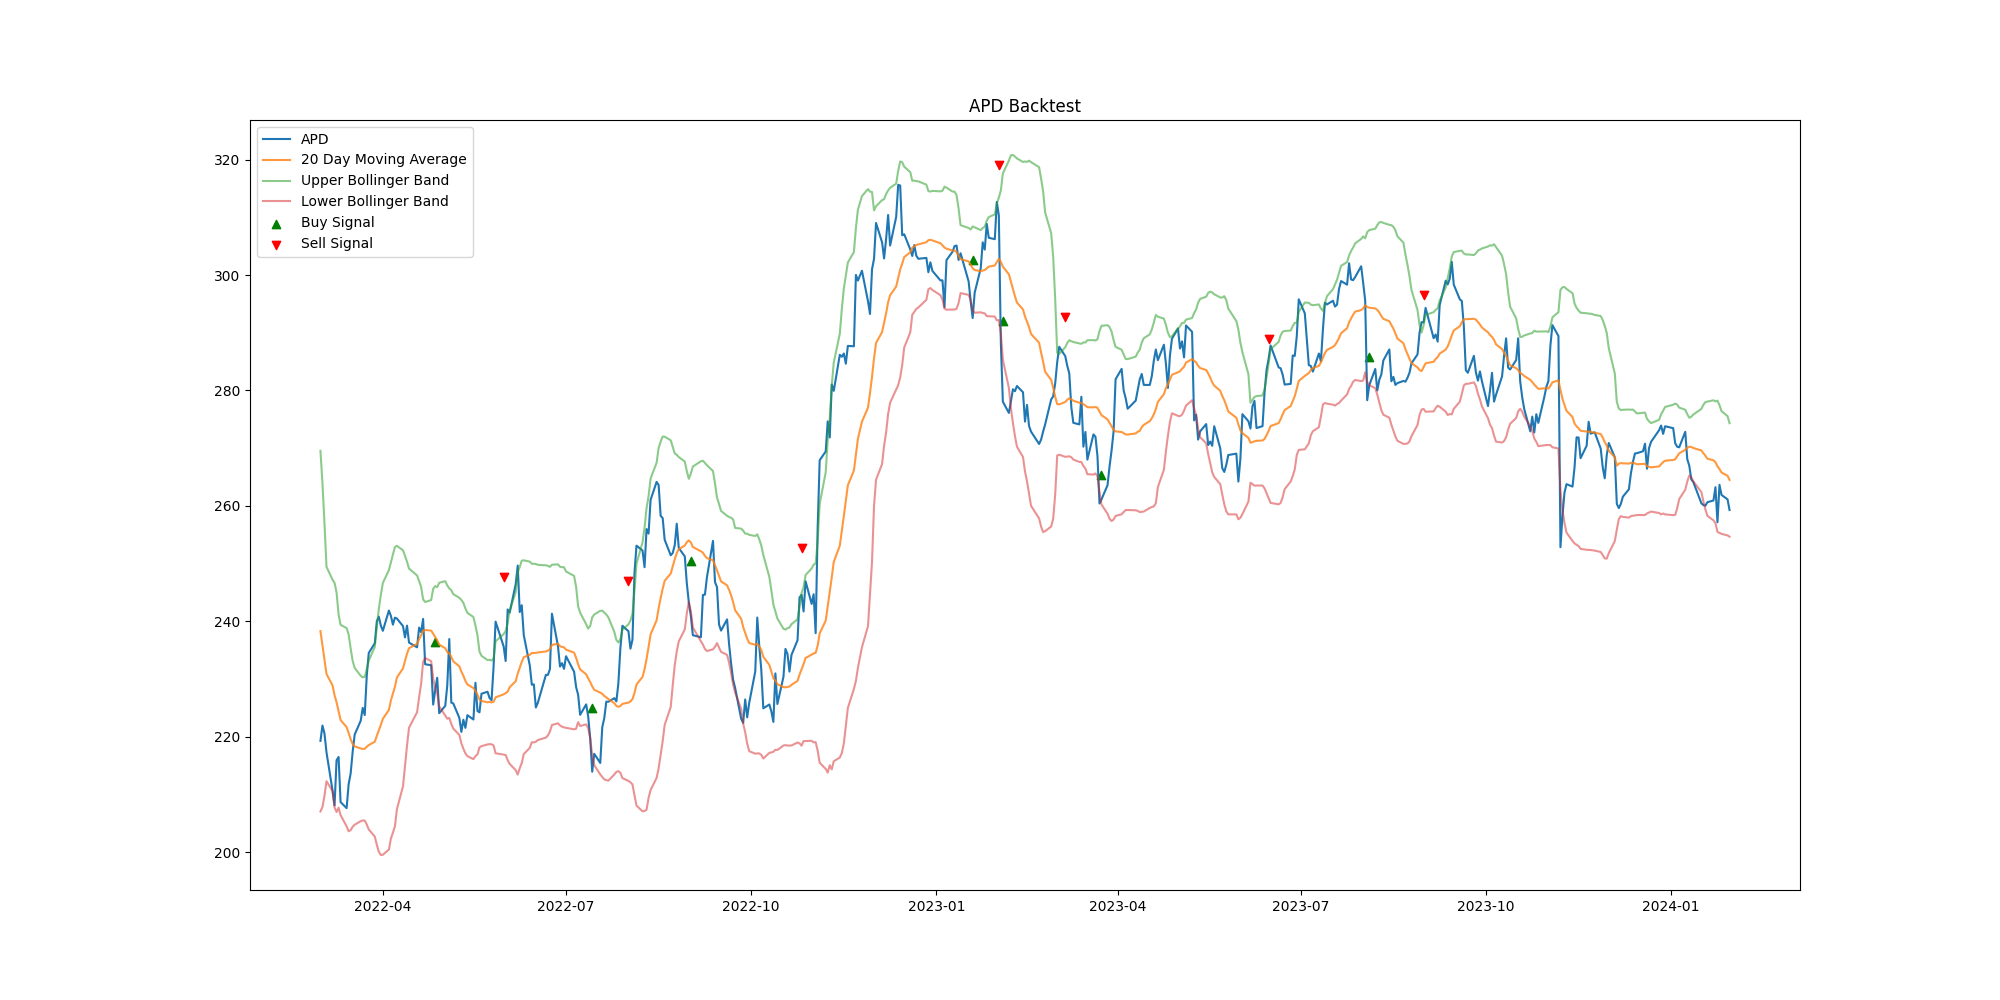 APD Backtest
APD
20 Day Moving Average
Upper Bollinger Band
Lower Bollinger Band
Buy Signal
Sell Signal
320
300
280
260
240
220
200
2022-04 2022-07 2022-10 2023-01 2023-04 2023-07 2023-10 2024-01